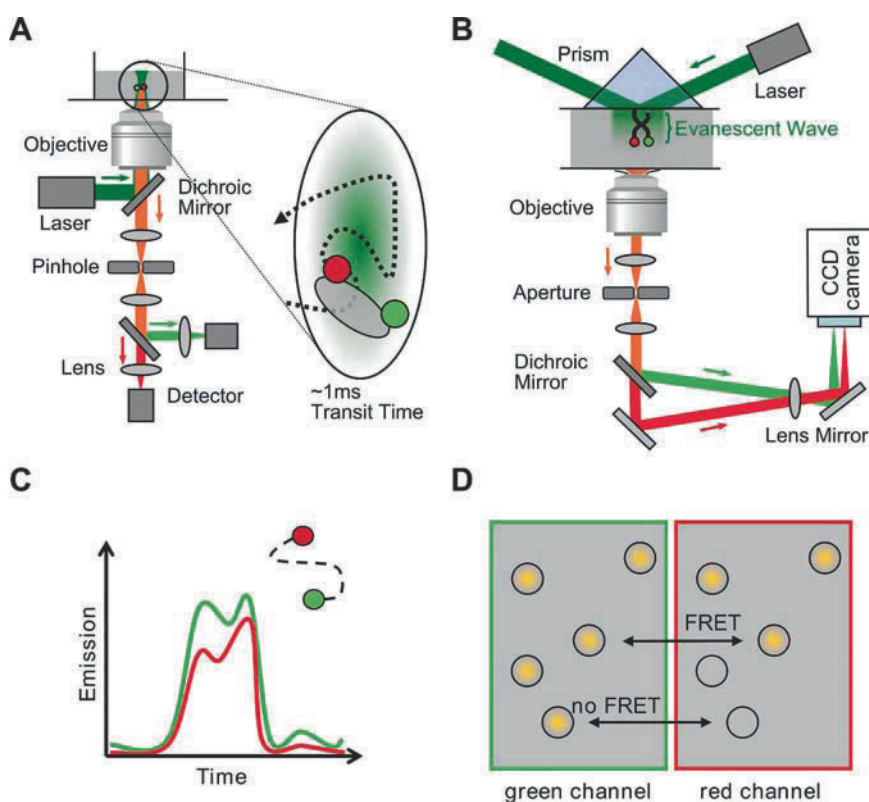 A
Objective
Laser
Dichroic
Mirror
Pinhole
Lens
Detector
~1ms
Transit Time
B
Prism
Laser
Evanescent Wave
Objective
Aperture
CCD
camera
Dichroic
Mirror
Lens Mirror
C
Emission
Time
D
FRET
no FRET
green channel
red channel